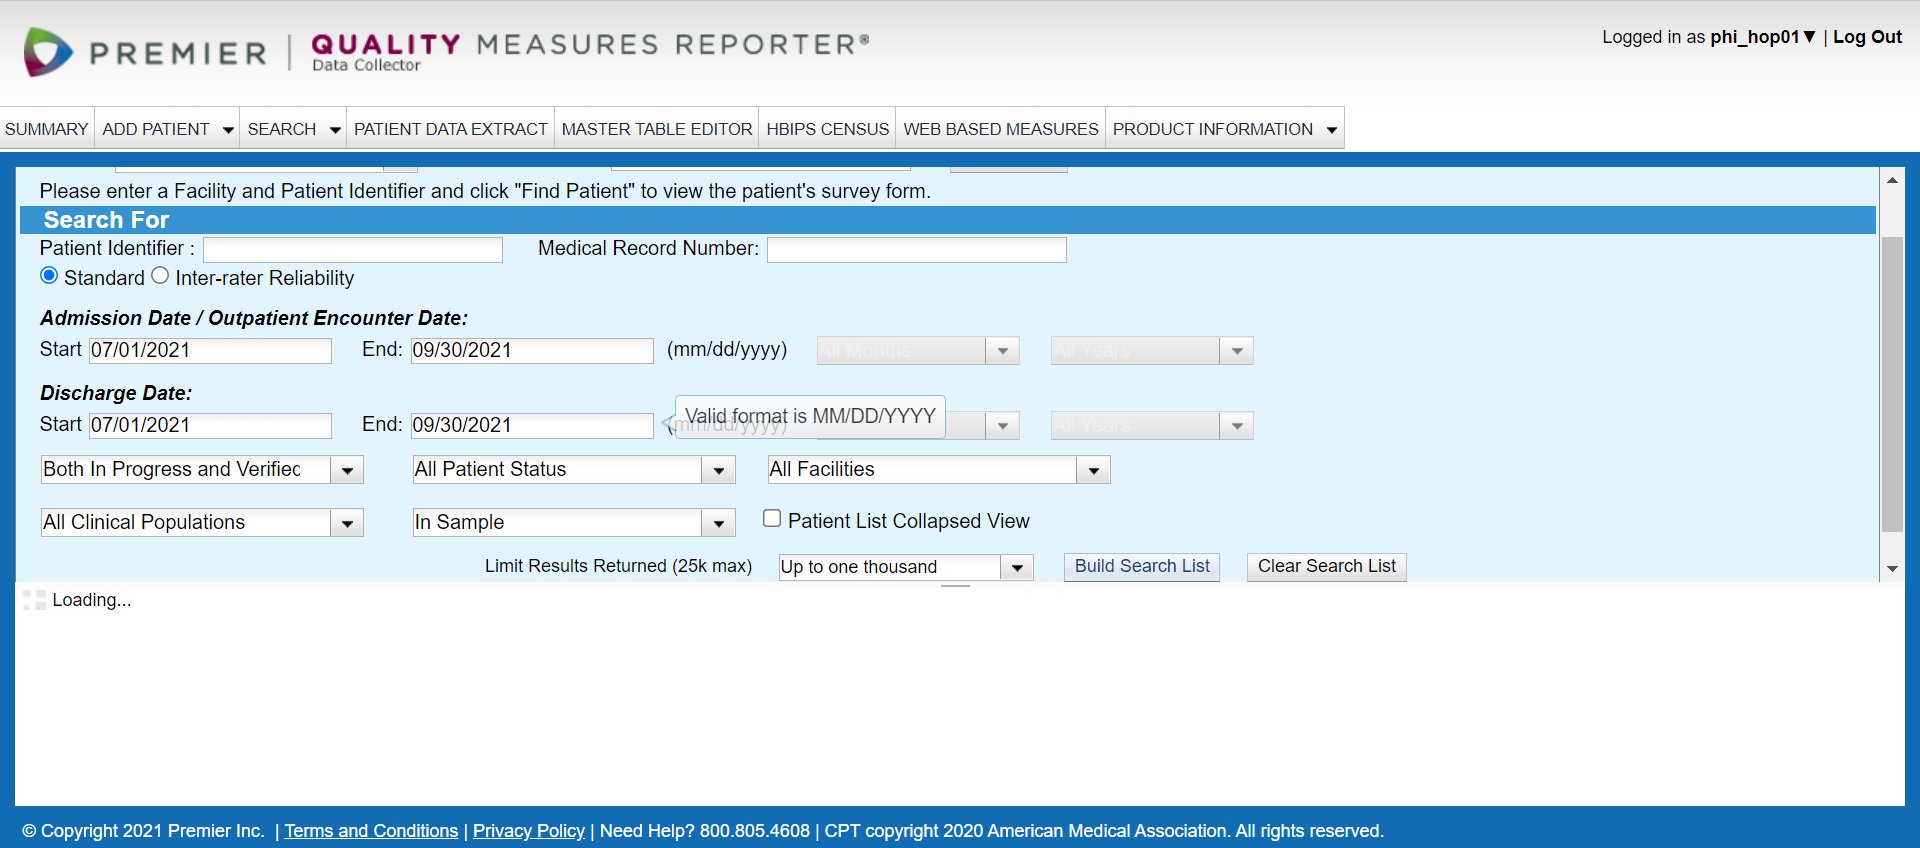 PREMIER | QUALITY MEASURES REPORTER®
Data Collector
Logged in as phi_hop01▼ | Log Out
SUMMARY ADD PATIENT SEARCH PATIENT DATA EXTRACT MASTER TABLE EDITOR HBIPS CENSUS WEB BASED MEASURES PRODUCT INFORMATION
Please enter a Facility and Patient Identifier and click "Find Patient" to view the patient's survey form.
Search For
Patient Identifier : Medical Record Number:
Standard Inter-rater Reliability
Admission Date / Outpatient Encounter Date:
Start 07/01/2021 End: 09/30/2021 (mm/dd/yyyy) All Months All Years
Discharge Date:
Valid format is MM/DD/YYYY
Start 07/01/2021 End: 09/30/2021 (mm/dd/yyyy) All Years
Both In Progress and Verified All Patient Status All Facilities
All Clinical Populations In Sample Patient List Collapsed View
Limit Results Returned (25k max) Up to one thousand Build Search List Clear Search List
Loading...
© Copyright 2021 Premier Inc. | Terms and Conditions | Privacy Policy | Need Help? 800.805.4608 | CPT copyright 2020 American Medical Association. All rights reserved.